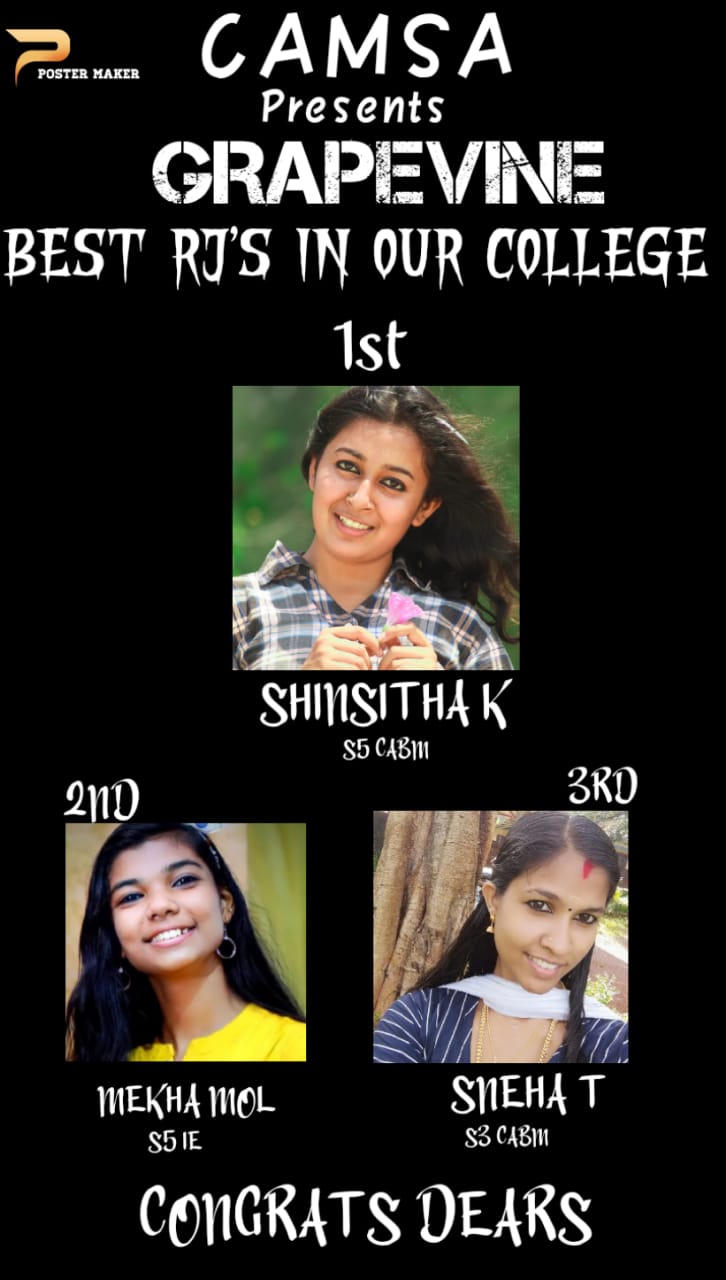 POSTER MAKER
CAMSA
Presents
GRAPEVINE
BEST RJ'S IN OUR COLLEGE
1st
SHINSITHA K
S5 CABM
2ND
3RD
MEKHA MOL
S5 IE
SNEHA T
S3 CABM
CONGRATS DEARS